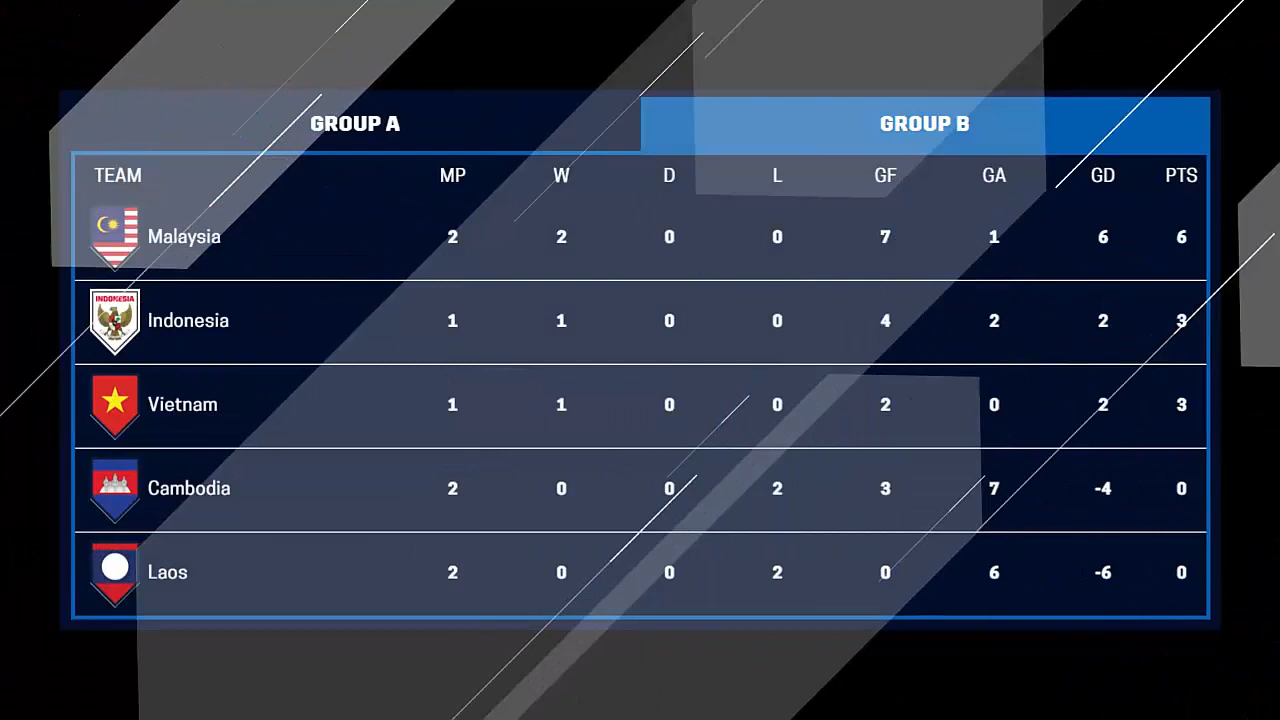 GROUP A GROUP B
TEAM MP W D L GF GA GD PTS
Malaysia 2 2 0 0 7 1 6 6
INDONESIA
Indonesia 1 1 0 0 4 2 2 3
Vietnam 1 1 0 0 2 0 2 3
Cambodia 2 0 0 2 3 7 -4 0
Laos 2 0 0 2 0 6 -6 0